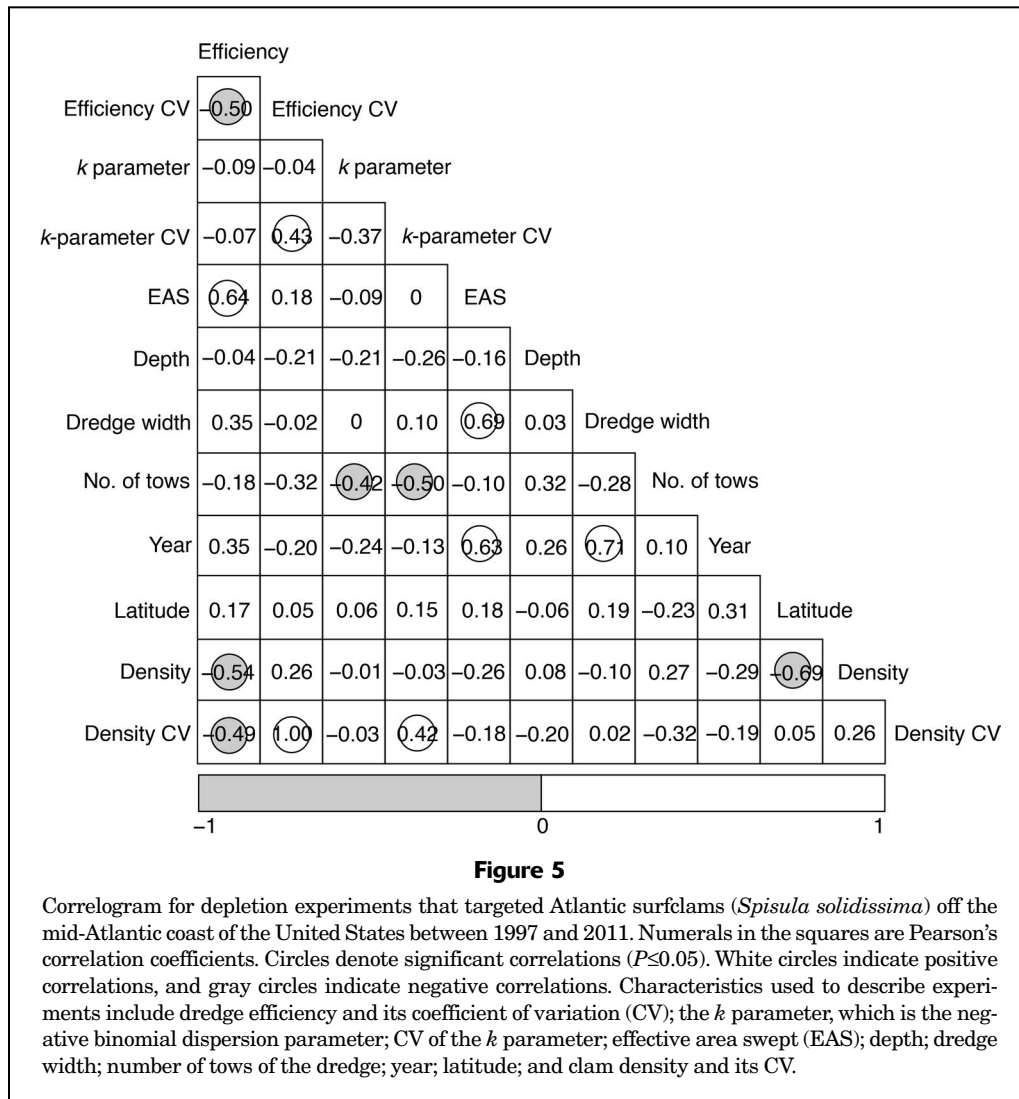 Efficiency
Efficiency CV −0.50 Efficiency CV
k parameter −0.09 −0.04 k parameter
k-parameter CV −0.07 0.43 −0.37 k-parameter CV
EAS 0.64 0.18 −0.09 0 EAS
Depth −0.04 −0.21 −0.21 −0.26 −0.16 Depth
Dredge width 0.35 −0.02 0 0.10 0.69 0.03 Dredge width
No. of tows −0.18 −0.32 −0.42 −0.50 −0.10 0.32 −0.28 No. of tows
Year 0.35 −0.20 −0.24 −0.13 0.63 0.26 0.71 0.10 Year
Latitude 0.17 0.05 0.06 0.15 0.18 −0.06 0.19 −0.23 0.31 Latitude
Density −0.54 0.26 −0.01 −0.03 −0.26 0.08 −0.10 0.27 −0.29 −0.69 Density
Density CV −0.49 1.00 −0.03 0.42 −0.18 −0.20 0.02 −0.32 −0.19 0.05 0.26 Density CV
−1 0 1
Figure 5
Correlogram for depletion experiments that targeted Atlantic surfclams (Spisula solidissima) off the
mid-Atlantic coast of the United States between 1997 and 2011. Numerals in the squares are Pearson's
correlation coefficients. Circles denote significant correlations (P≤0.05). White circles indicate positive
correlations, and gray circles indicate negative correlations. Characteristics used to describe experi-
ments include dredge efficiency and its coefficient of variation (CV); the k parameter, which is the neg-
ative binomial dispersion parameter; CV of the k parameter; effective area swept (EAS); depth; dredge
width; number of tows of the dredge; year; latitude; and clam density and its CV.